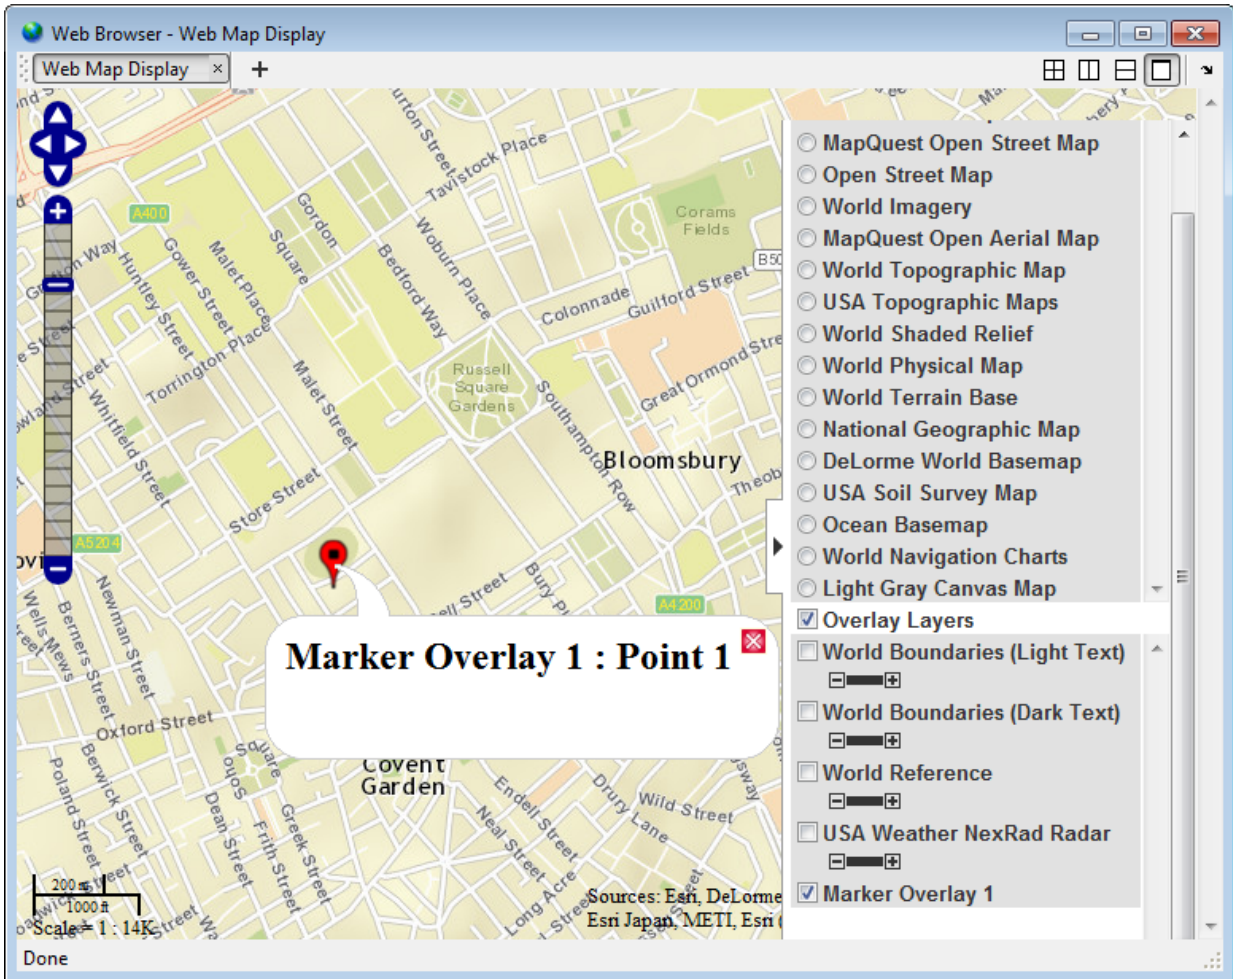 Web Browser - Web Map Display
Web Map Display
Tavistock Place
Corams
Fields
A400
Gordon
Square
Woburn Place
Bedford Way
Malet Place
Gower Street
Huntley Street
Way
Colonnade
Guilford Street
Torrington Place
Great Ormond
Russell
Square
Gardens
Malet Street
Whitfield Street
Southampton Row
Bloomsbury
Store Street
A5204
Bury
Street
A4200
Newman Street
Berners Street
Wells Mews
Marker Overlay 1 : Point 1
Oxford Street
Soho
Square
Covent
Garden
Poland Street
Berwick Street
Dean Street
Frith Street
Greek Street
Endell Street
Neal Street
Drury Lane
Wild Street
Long Acre
200 m
1000 ft
Scale = 1 : 14K
Sources: Esri, DeLorme
Esri Japan, METI, Esri
MapQuest Open Street Map
Open Street Map
World Imagery
MapQuest Open Aerial Map
World Topographic Map
USA Topographic Maps
World Shaded Relief
World Physical Map
World Terrain Base
National Geographic Map
DeLorme World Basemap
USA Soil Survey Map
Ocean Basemap
World Navigation Charts
Light Gray Canvas Map
Overlay Layers
World Boundaries (Light Text)
World Boundaries (Dark Text)
World Reference
USA Weather NexRad Radar
Marker Overlay 1
Done